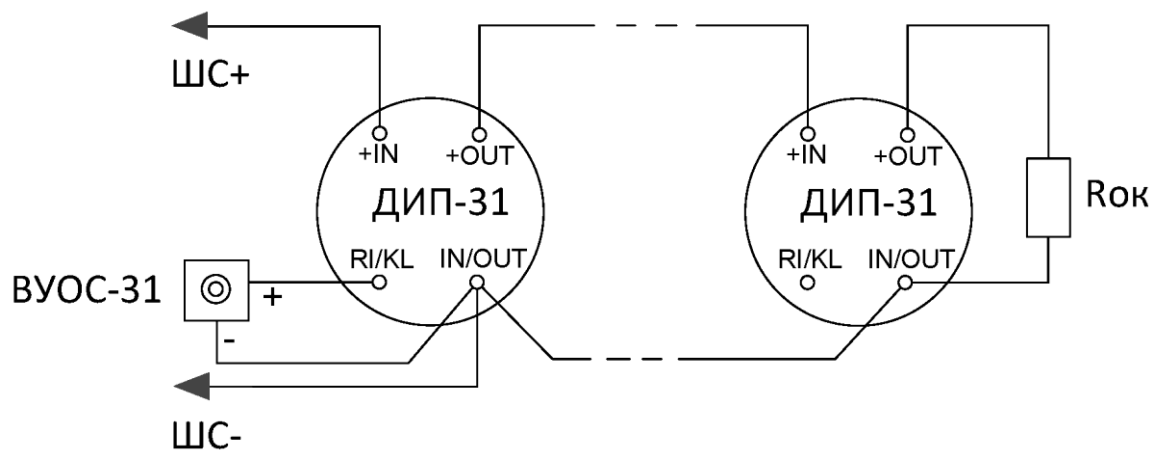 ШС+
+IN +OUT
ДИП-31
RI/KL IN/OUT
+IN +OUT
ДИП-31
RI/KL IN/OUT
Rок
ВУОС-31
+
-
ШС-